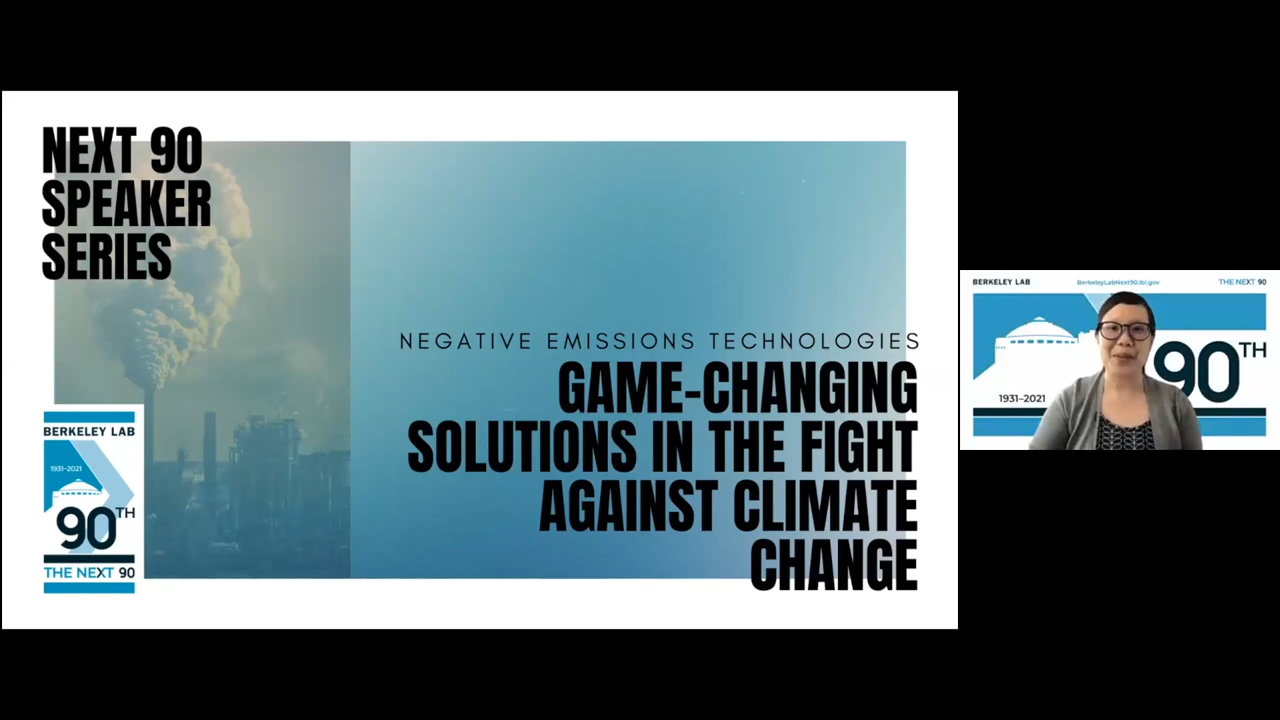 NEXT 90
SPEAKER
SERIES
NEGATIVE EMISSIONS TECHNOLOGIES
GAME-CHANGING
SOLUTIONS IN THE FIGHT
AGAINST CLIMATE
CHANGE
BERKELEY LAB
1931-2021
90TH
THE NEXT 90
BERKELEY LAB
BerkeleyLabNext90.lbl.gov
THE NEXT 90
90TH
1931-2021